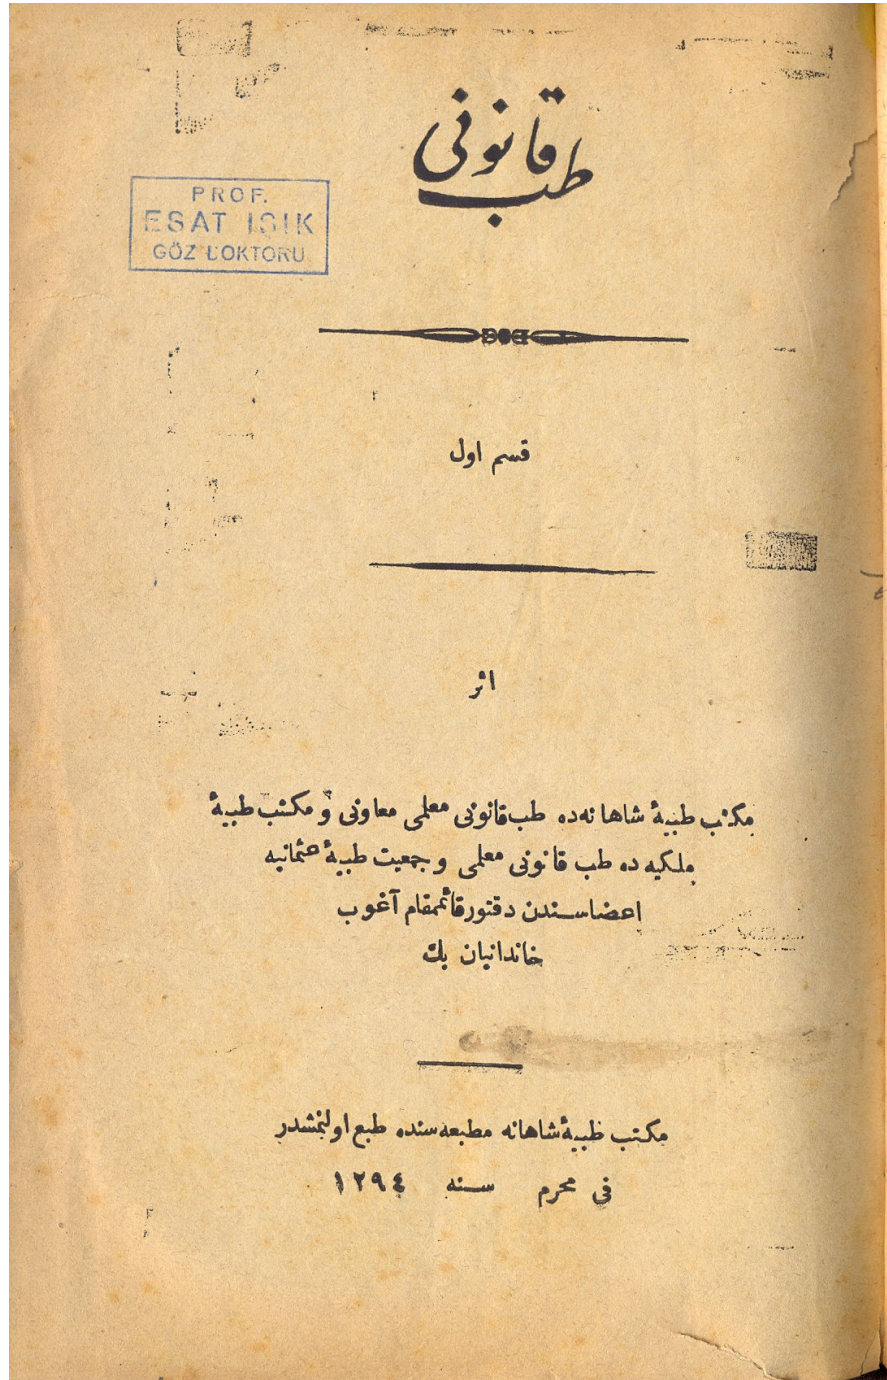 طب قانونی
PROF.
ESAT IŞIK
GÖZ DOKTORU
قسم اول
اثر
مکتب طبیهٔ شاهانه‌ده طب قانونی معلمی معاونی و مکتب طبیهٔ
ملکیه ده طب قانونی معلمی و جمعیت طبیهٔ عثمانیه
اعضاسندن دقتور قائممقام آغوب
خاندانیان بك
مکتب طبیهٔ شاهانه مطبعه سنده طبع اولنمشدر
فی محرم سنه ١٢٩٤